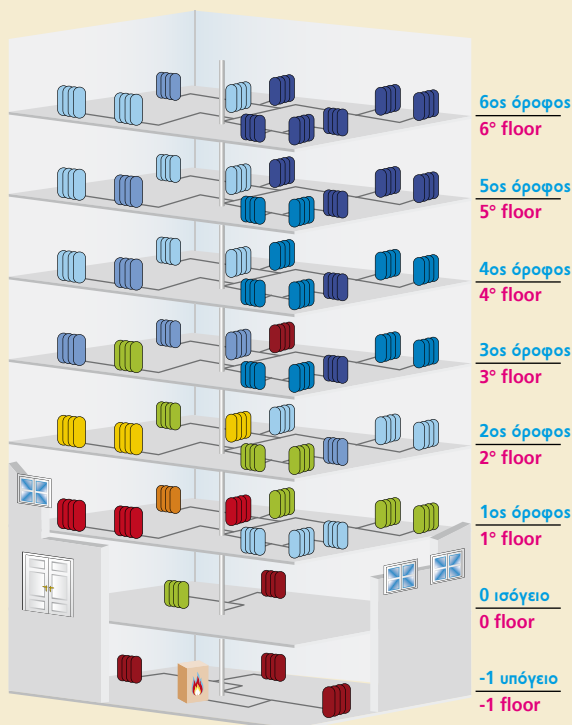 6ος όροφος
6° floor
5ος όροφος
5° floor
4ος όροφος
4° floor
3ος όροφος
3° floor
2ος όροφος
2° floor
1ος όροφος
1° floor
0 ισόγειο
0 floor
-1 υπόγειο
-1 floor